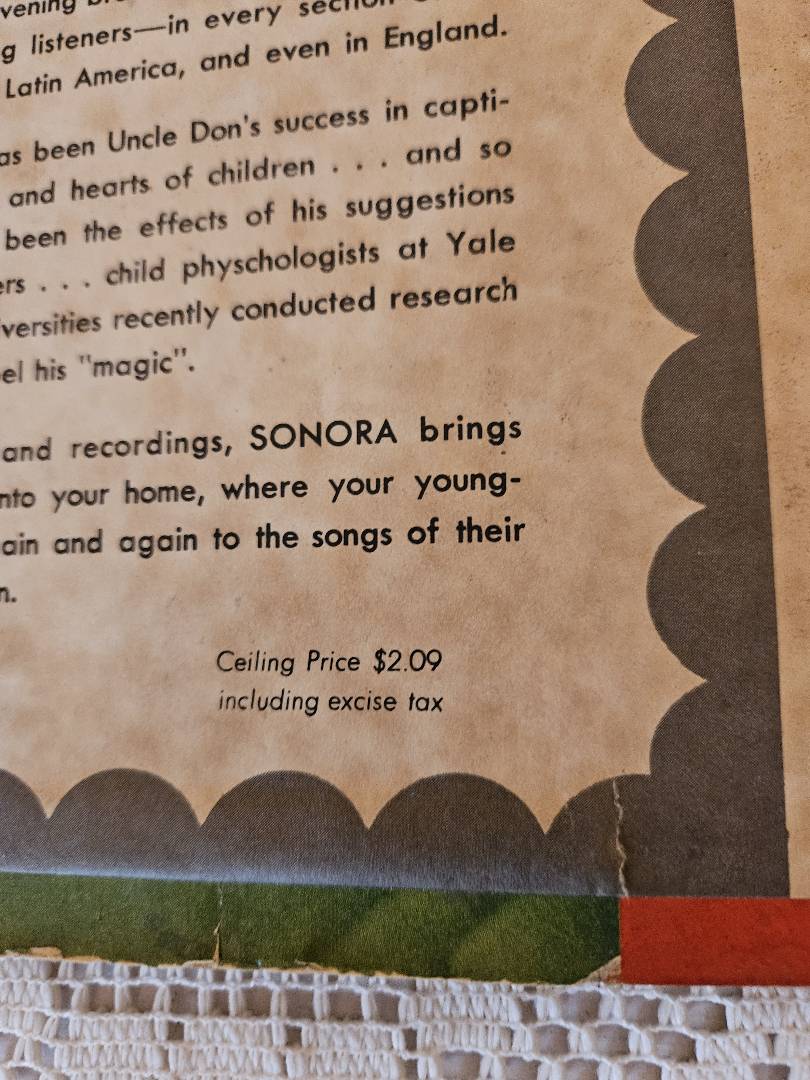 g listeners—in every
Latin America, and even in England.
as been Uncle Don's success in capti-
and hearts of children . . . and so
been the effects of his suggestions
ers . . . child physchologists at Yale
versities recently conducted research
el his "magic".
and recordings, SONORA brings
nto your home, where your young-
ain and again to the songs of their
n.
Ceiling Price $2.09
including excise tax